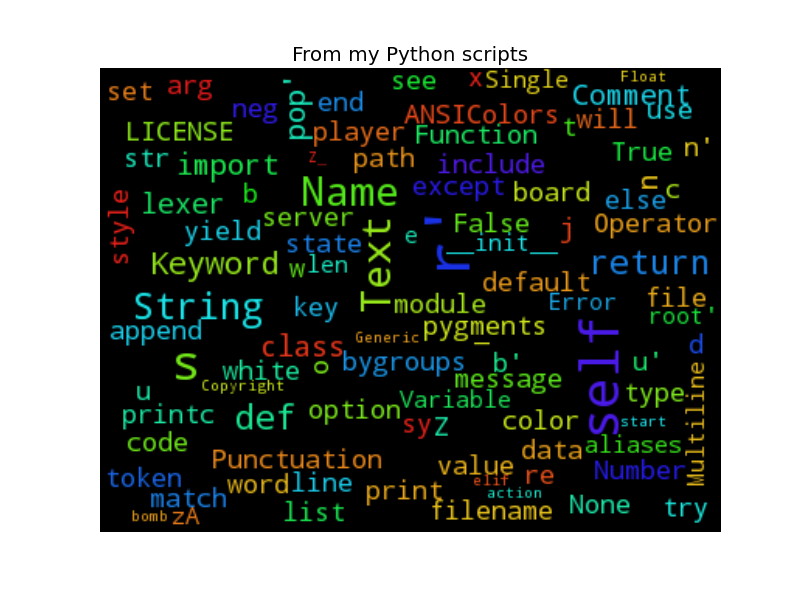 From my Python scripts
set arg see x Single Float
neg pop' end ANSIColors Comment use
LICENSE player Function t will
str import z_ path include True n'
style lexer b Name except board else n c
server yield state e Text r' False __init__ j Operator
Keyword w len default return
String key module Error file root'
append class Generic pygments _ self d
s white o bygroups b' u'
u Copyright message type Multiline
printc def option Variable sy Z color start
code Punctuation data aliases
token word line value elif re Number
match print action
bomb zA list filename None try